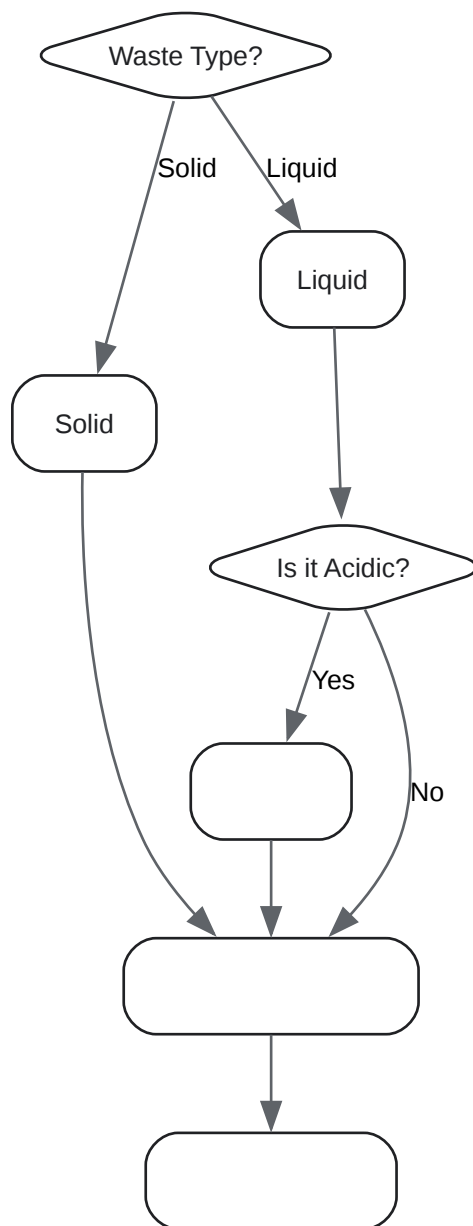 Waste Type?
Solid
Liquid
Liquid
Solid
Is it Acidic?
Yes
No